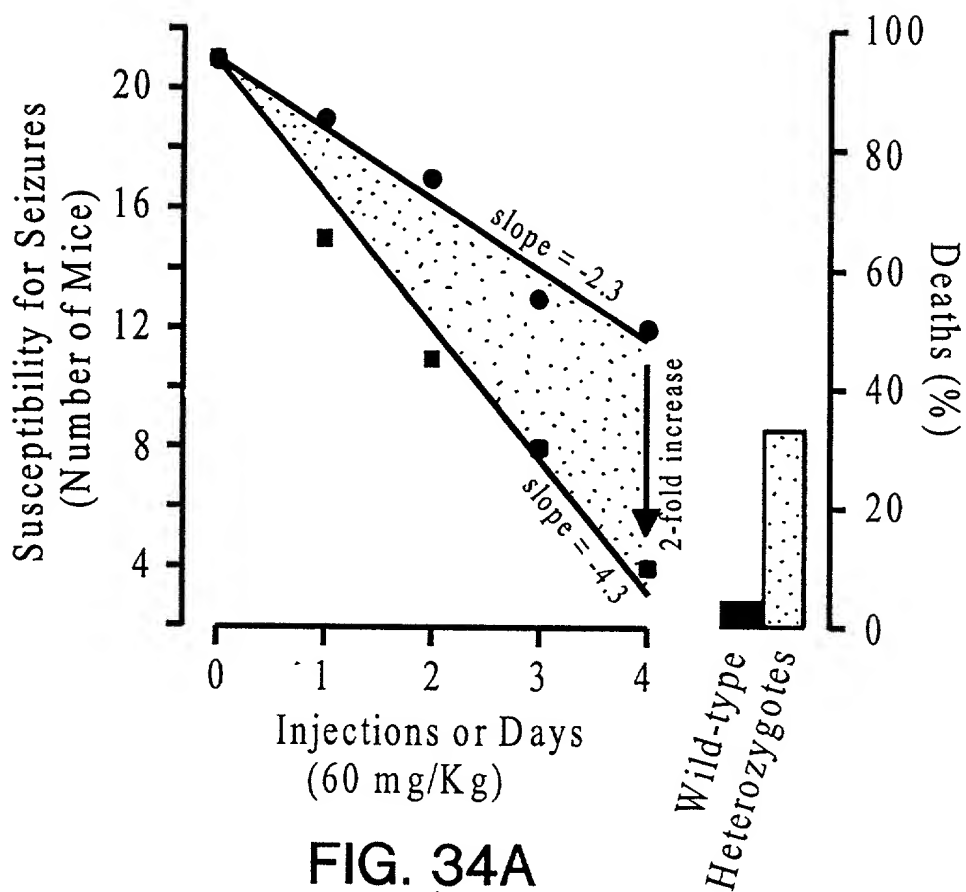 Susceptibility for Seizures
(Number of Mice)
20
16
12
8
4
slope = -2.3
slope = -4.3
2-fold increase
0
1
2
3
4
Injections or Days
(60 mg/Kg)
100
80
60
40
20
0
Deaths (%)
Wild-type
Heterozygotes
FIG. 34A